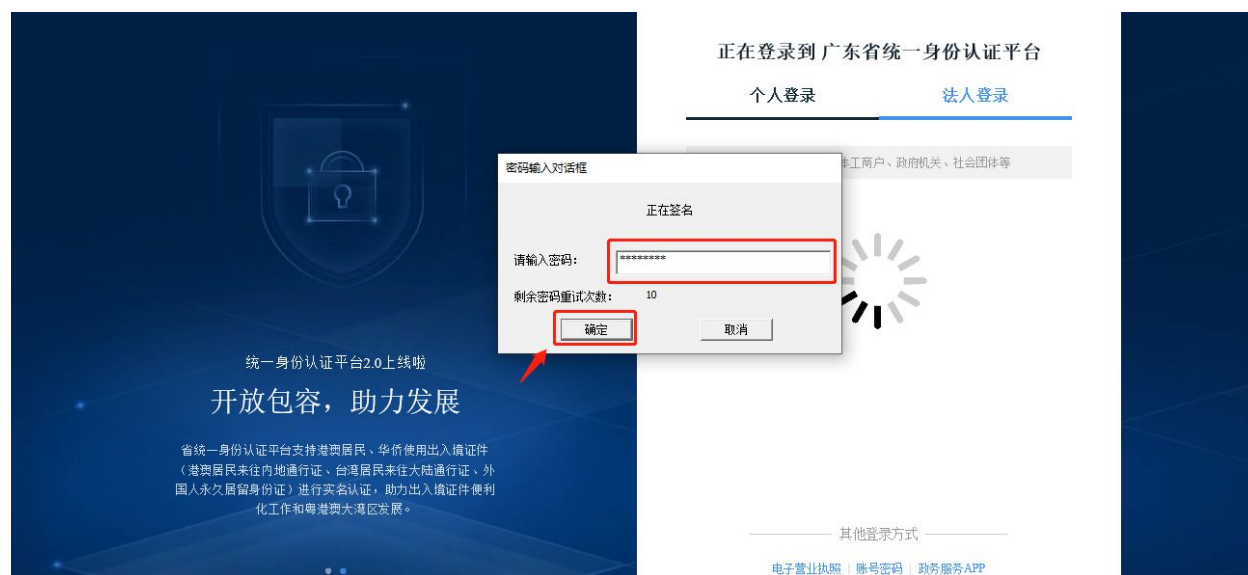 正在登录到 广东省统一身份认证平台
个人登录 法人登录
体工商户、政府机关、社会团体等
密码输入对话框
正在签名
请输入密码： ********
剩余密码重试次数： 10
确定 取消
统一身份认证平台2.0上线啦
开放包容，助力发展
省统一身份认证平台支持港澳居民、华侨使用出入境证件
（港澳居民来往内地通行证、台湾居民来往大陆通行证、外
国人永久居留身份证）进行实名认证，助力出入境证件便利
化工作和粤港澳大湾区发展。
其他登录方式
电子营业执照 | 账号密码 | 政务服务APP